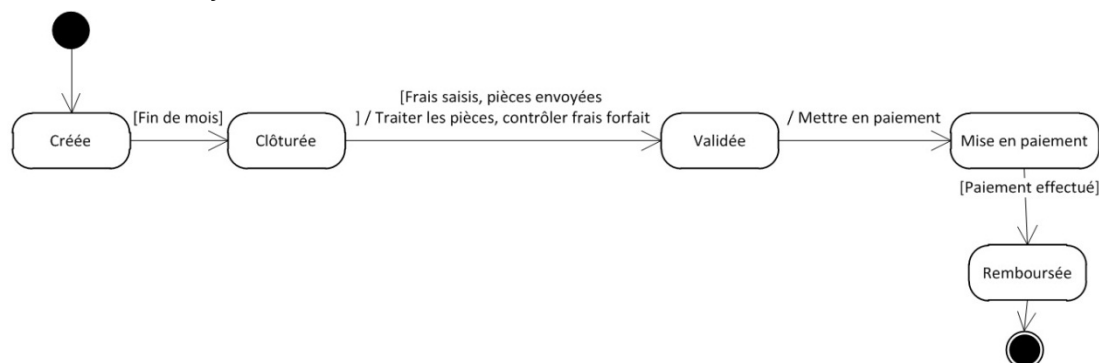 [Frais saisis, pièces envoyées
[Fin de mois]
] / Traiter les pièces, contrôler frais forfait
/ Mettre en paiement
Créée
Clôturée
Validée
Mise en paiement
[Paiement effectué]
Remboursée